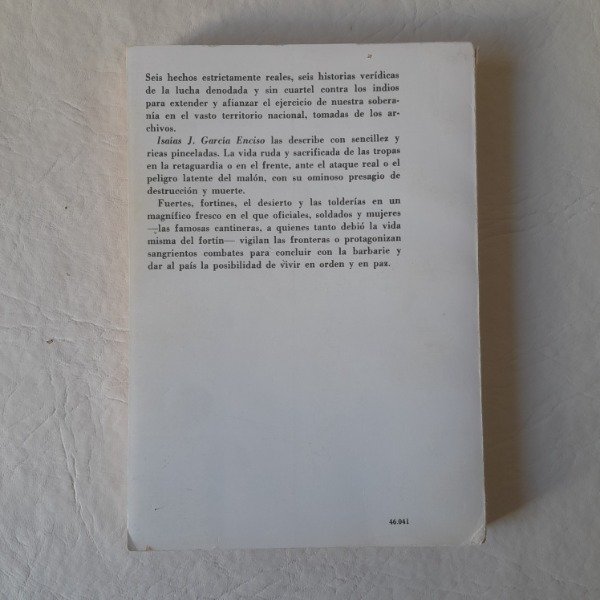 Seis hechos estrictamente reales, seis historias verídicas
de la lucha denodada y sin cuartel contra los indios
para extender y afianzar el ejercicio de nuestra sobera-
nía en el vasto territorio nacional, tomadas de los ar-
chivos.
Isaías J. García Enciso las describe con sencillez y
ricas pinceladas. La vida ruda y sacrificada de las tropas
en la retaguardia o en el frente, ante el ataque real o el
peligro latente del malón, con su ominoso presagio de
destrucción y muerte.
Fuertes, fortines, el desierto y las tolderías en un
magnífico fresco en el que oficiales, soldados y mujeres
—las famosas cantineras, a quienes tanto debió la vida
misma del fortín— vigilan las fronteras o protagonizan
sangrientos combates para concluir con la barbarie y
dar al país la posibilidad de vivir en orden y en paz.
46.041